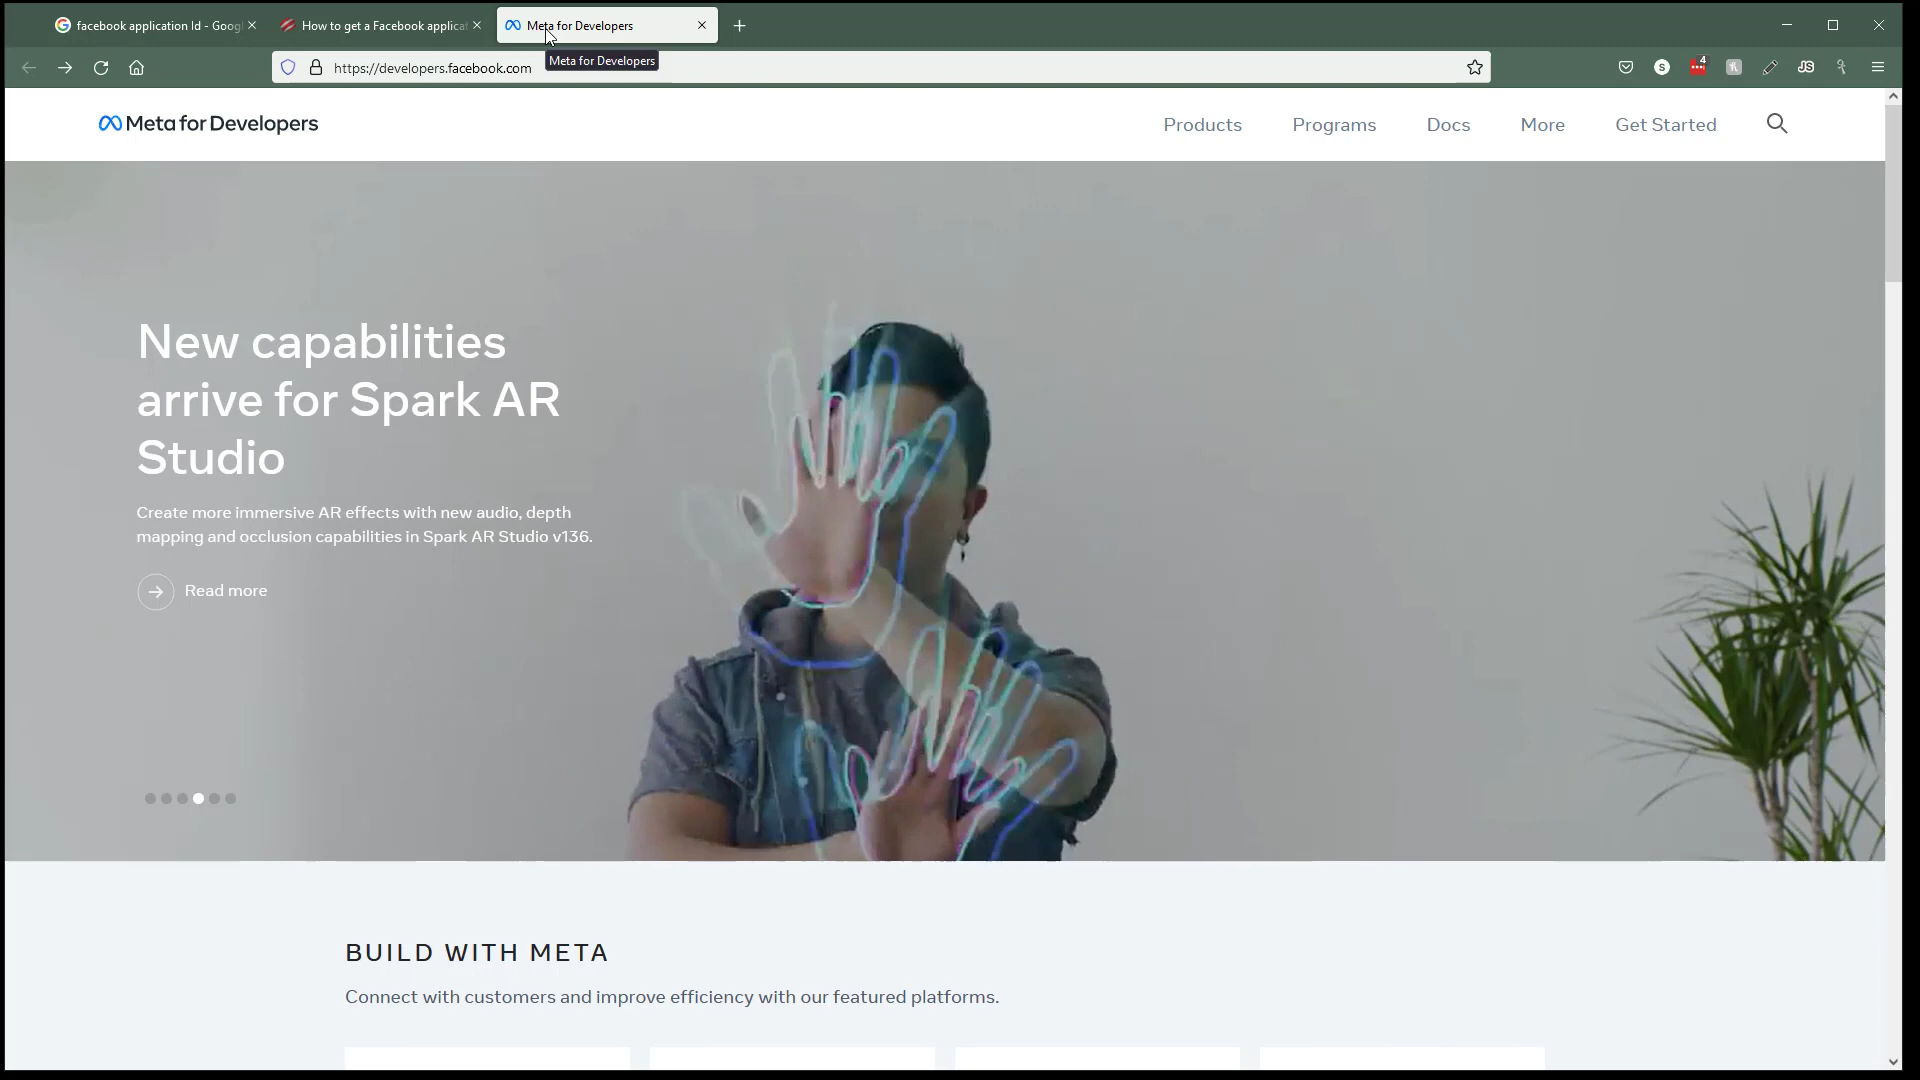 facebook application Id - Goog
How to get a Facebook applica
Meta for Developers
https://developers.facebook.com
Meta for Developers
S
4
JS
Meta for Developers
Products
Programs
Docs
More
Get Started
New capabilities
arrive for Spark AR
Studio
Create more immersive AR effects with new audio, depth
mapping and occlusion capabilities in Spark AR Studio v136.
Read more
BUILD WITH META
Connect with customers and improve efficiency with our featured platforms.